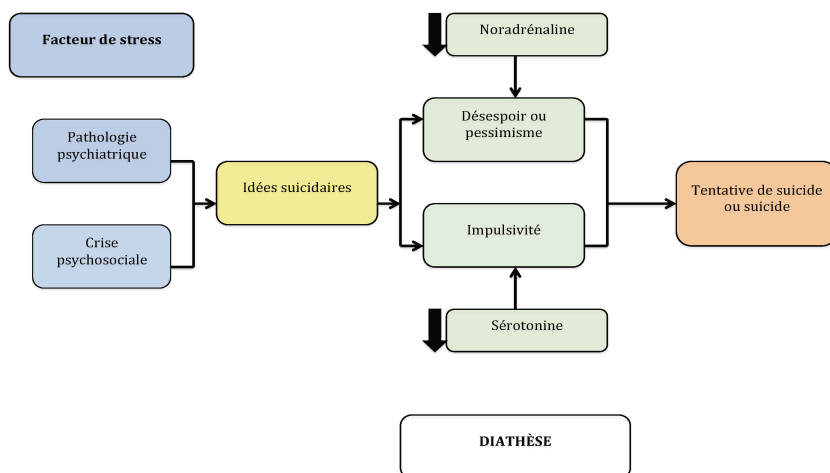 Facteur de stress
Noradrénaline
Pathologie
psychiatrique
Désespoir ou
pessimisme
Idées suicidaires
Tentative de suicide
ou suicide
Crise
psychosociale
Impulsivité
Sérotonine
DIATHÈSE